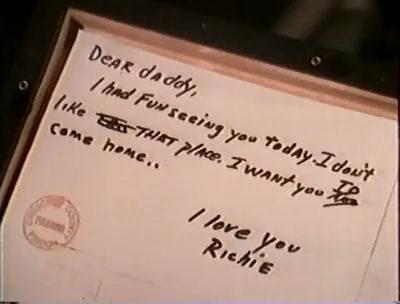 DEAR daddy,
I had FUN seeing you today. I don't
like THAT place. I WANT you TO
come home..
I love you
RichiE